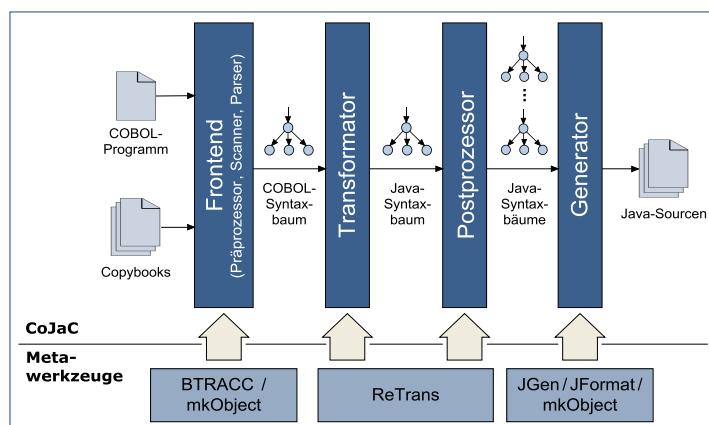 COBOL-
Programm
Copybooks
Frontend
(Präprozessor, Scanner, Parser)
COBOL-
Syntax-
baum
Transformator
Java-
Syntax-
baum
Postprozessor
Java-
Syntax-
bäume
Generator
Java-Sourcen
CoJaC
Meta-
werkzeuge
BTRACC /
mkObject
ReTrans
JGen / JFormat /
mkObject